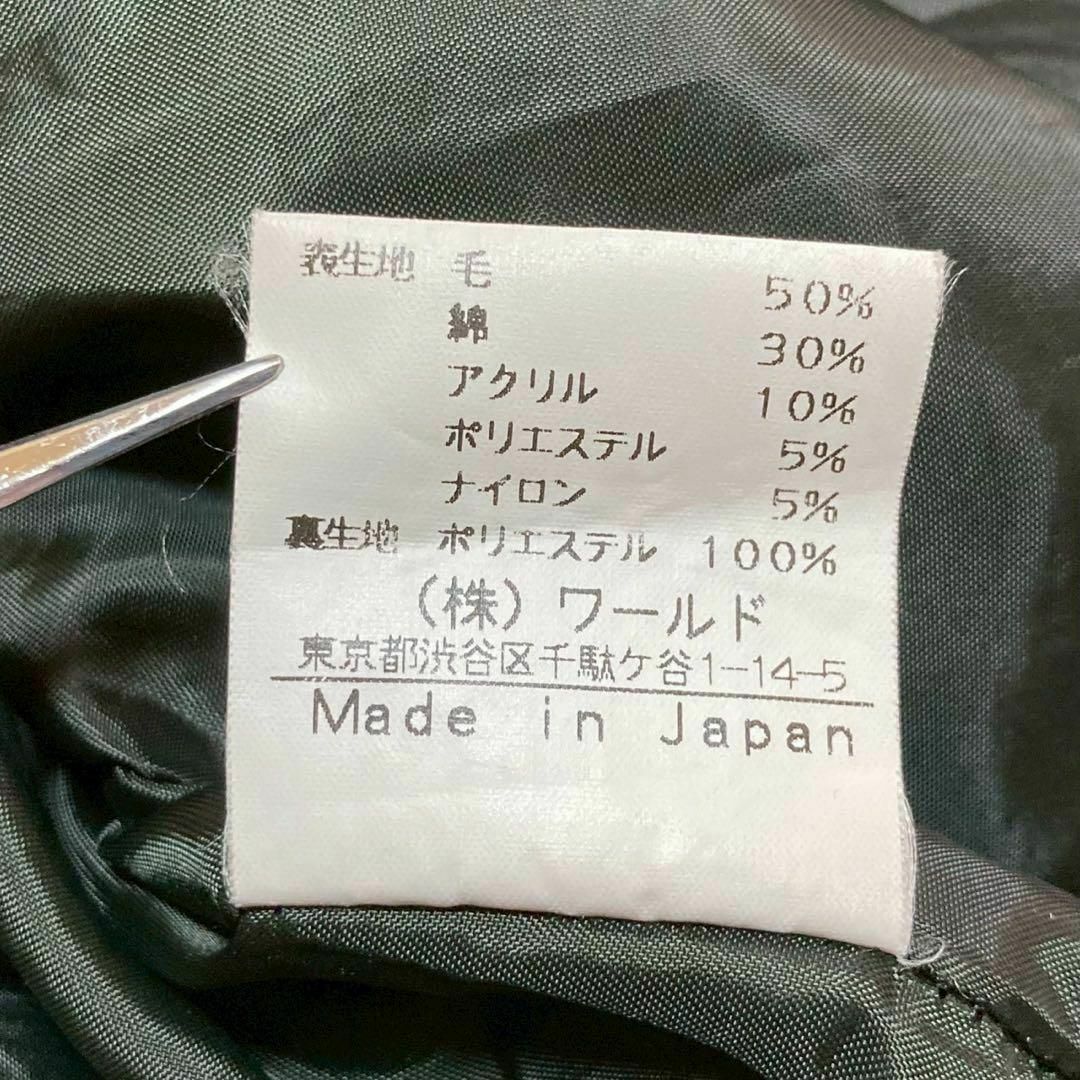 表生地 毛 50%
綿 30%
アクリル 10%
ポリエステル 5%
ナイロン 5%
裏生地 ポリエステル 100%
(株) ワールド
東京都渋谷区千駄ケ谷1-14-5
Made in Japan